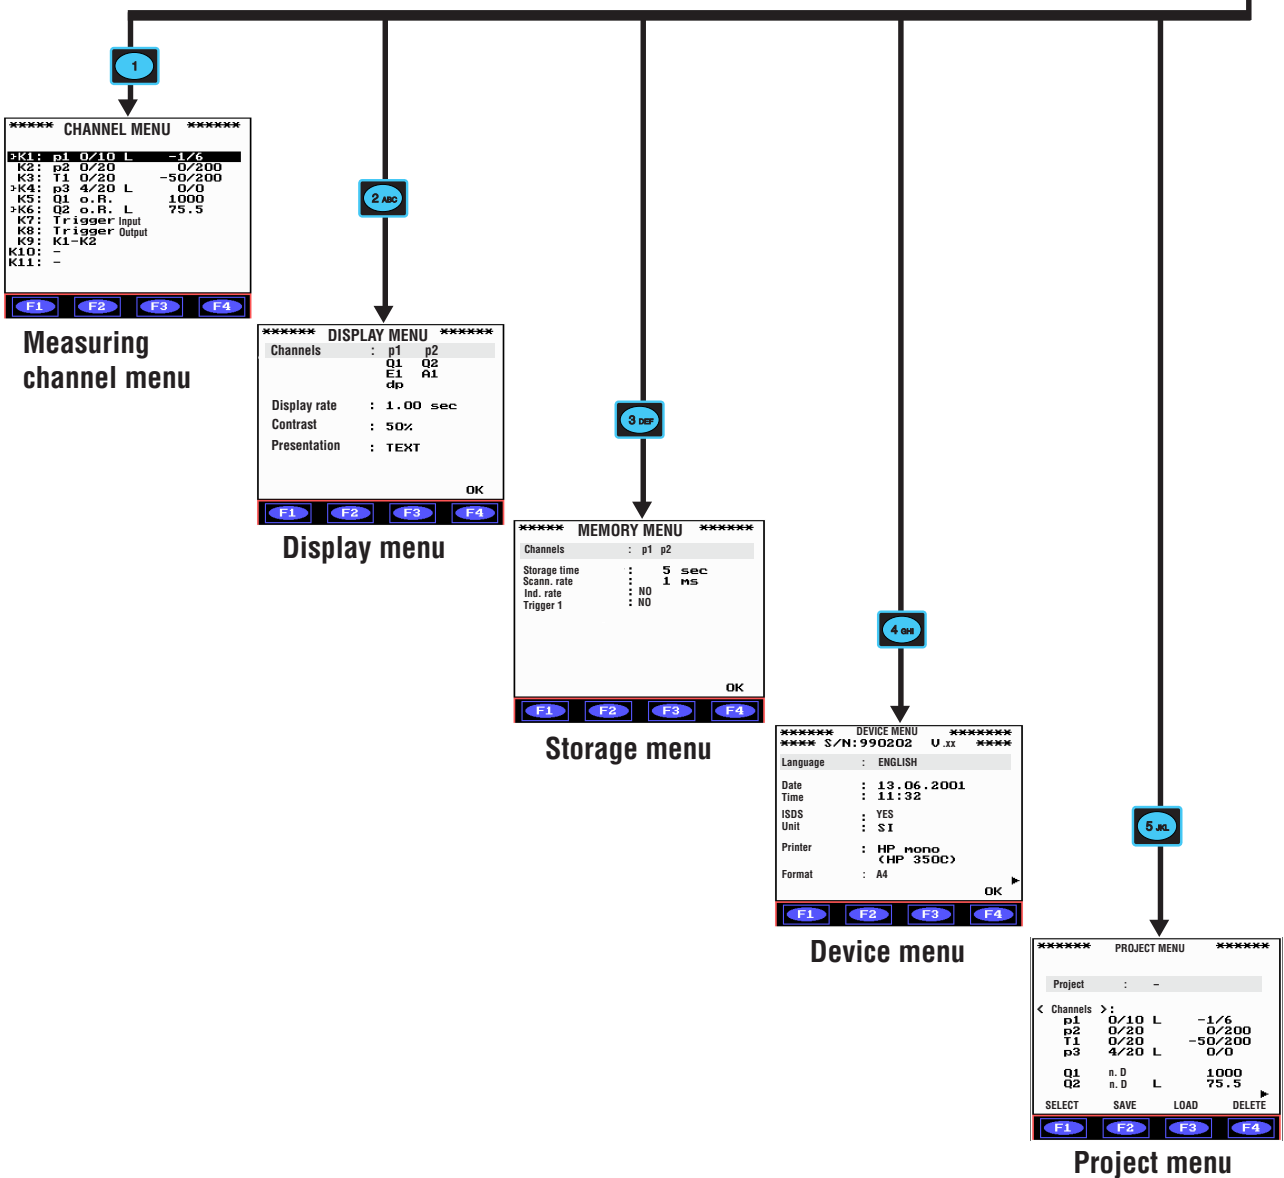 1
***** CHANNEL MENU ******
>K1: p1 0/10 L -1/6
K2: p2 0/20 0/200
K3: T1 0/20 -50/200
>K4: p3 4/20 L 0/0
K5: Q1 o.R. 1000
>K6: Q2 o.R. L 75.5
K7: Trigger Input
K8: Trigger Output
K9: K1-K2
K10: -
K11: -
F1 F2 F3 F4
Measuring
channel menu
2 ABC
****** DISPLAY MENU ******
Channels : p1 p2
Q1 Q2
E1 A1
dp
Display rate : 1.00 sec
Contrast : 50%
Presentation : TEXT
OK
F1 F2 F3 F4
Display menu
3 DEF
***** MEMORY MENU ******
Channels : p1 p2
Storage time : 5 sec
Scann. rate : 1 ms
Ind. rate : NO
Trigger 1 : NO
OK
F1 F2 F3 F4
Storage menu
4 GHI
****** DEVICE MENU *******
**** S/N:990202 V.xx ****
Language : ENGLISH
Date : 13.06.2001
Time : 11:32
ISDS : YES
Unit : SI
Printer : HP mono
(HP 350C)
Format : A4
OK
F1 F2 F3 F4
Device menu
5 JKL
****** PROJECT MENU ******
Project : -
< Channels >:
p1 0/10 L -1/6
p2 0/20 0/200
T1 0/20 -50/200
p3 4/20 L 0/0
Q1 n. D 1000
Q2 n. D L 75.5
SELECT SAVE LOAD DELETE
F1 F2 F3 F4
Project menu